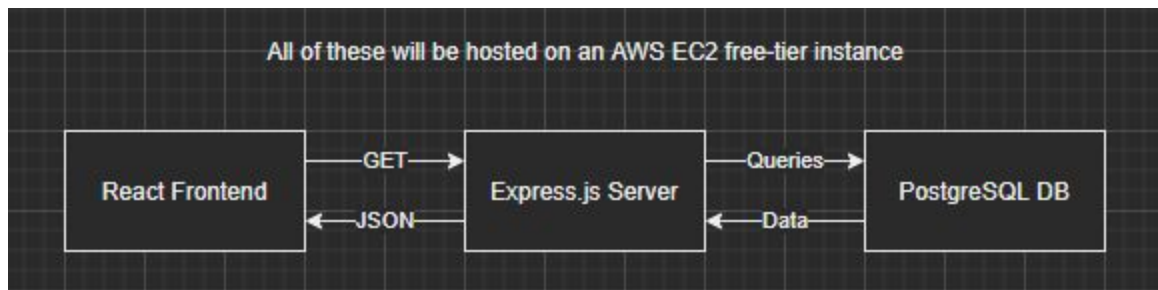 All of these will be hosted on an AWS EC2 free-tier instance
React Frontend
GET
JSON
Express.js Server
Queries
Data
PostgreSQL DB